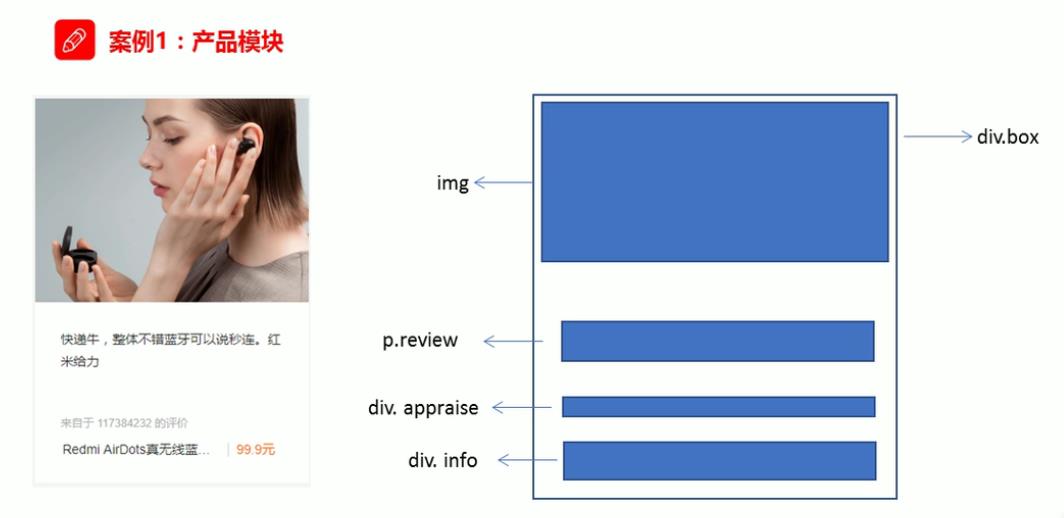 案例1：产品模块
快递牛，整体不错蓝牙可以说秒连。红
米给力
来自于 117384232 的评价
Redmi AirDots真无线蓝... | 99.9元
div.box
img
p.review
div. appraise
div. info